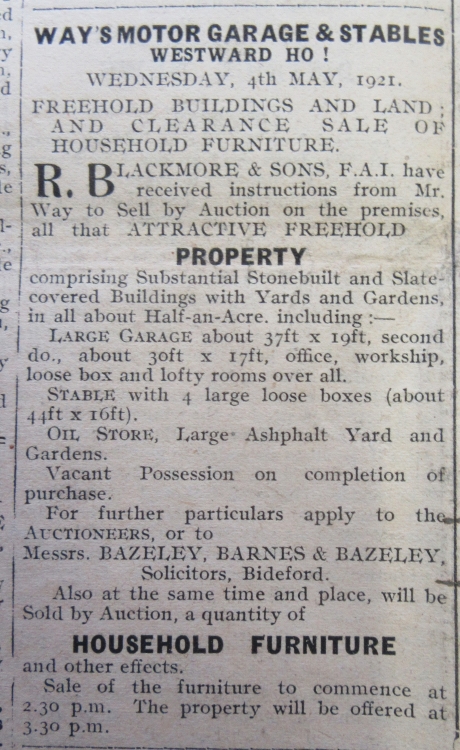 WAY'S MOTOR GARAGE & STABLES
WESTWARD HO!
WEDNESDAY, 4th MAY, 1921.
FREEHOLD BUILDINGS AND LAND;
AND CLEARANCE SALE OF
HOUSEHOLD FURNITURE.
R. BLACKMORE & SONS, F.A.I. have
received instructions from Mr.
Way to Sell by Auction on the premises,
all that ATTRACTIVE FREEHOLD
PROPERTY
comprising Substantial Stonebuilt and Slate-
covered Buildings with Yards and Gardens,
in all about Half-an-Acre. including :—
LARGE GARAGE about 37ft x 19ft, second
do., about 30ft x 17ft, office, workship,
loose box and lofty rooms over all.
STABLE with 4 large loose boxes (about
44ft x 16ft).
OIL STORE, Large Ashphalt Yard and
Gardens.
Vacant Possession on completion of
purchase.
For further particulars apply to the
AUCTIONEERS, or to
Messrs. BAZELEY, BARNES & BAZELEY,
Solicitors, Bideford.
Also at the same time and place, will be
Sold by Auction, a quantity of
HOUSEHOLD FURNITURE
and other effects.
Sale of the furniture to commence at
2.30 p.m. The property will be offered at
3.30 p.m.